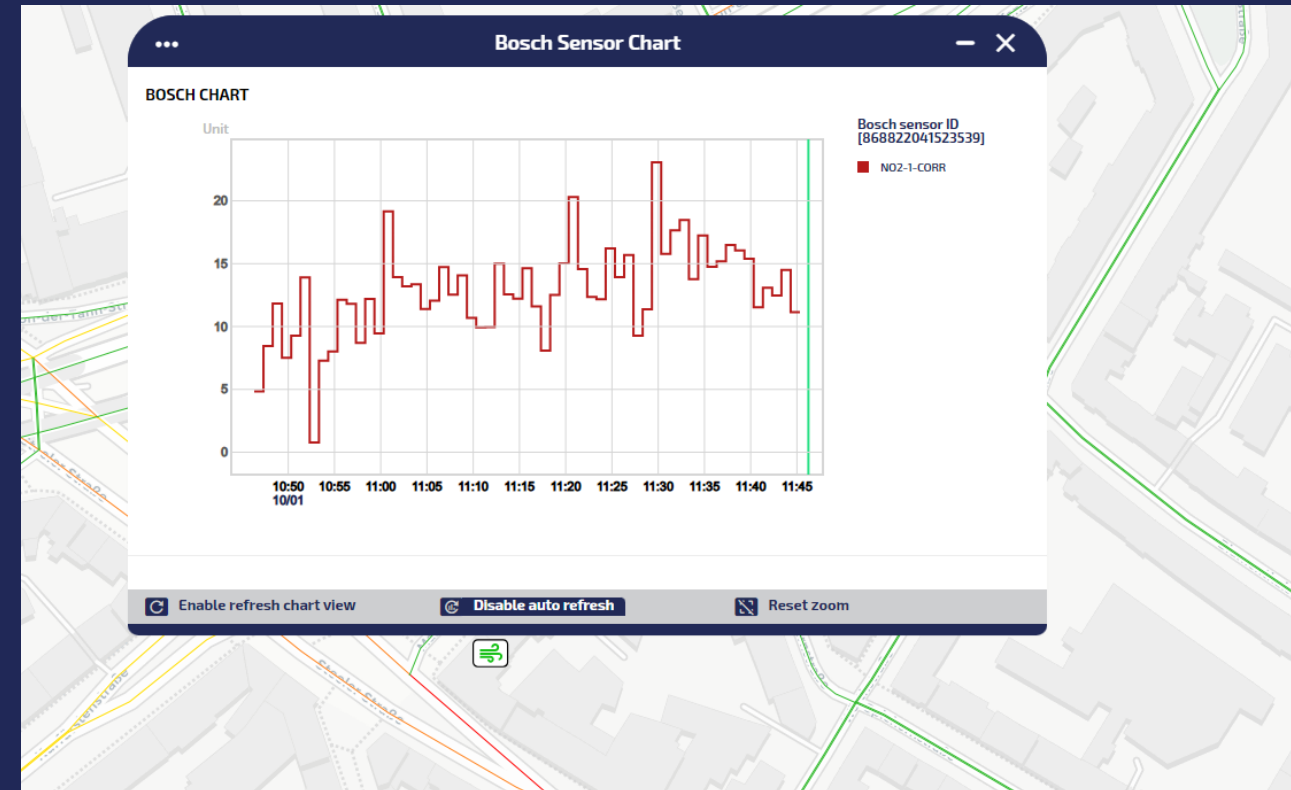 Bosch Sensor Chart
BOSCH CHART
Unit
Bosch sensor ID
[868822041523539]
NO2-1-CORR
20
15
10
5
0
10:50 10:55 11:00 11:05 11:10 11:15 11:20 11:25 11:30 11:35 11:40 11:45
10/01
Enable refresh chart view
Disable auto refresh
Reset zoom
Steeler Straße